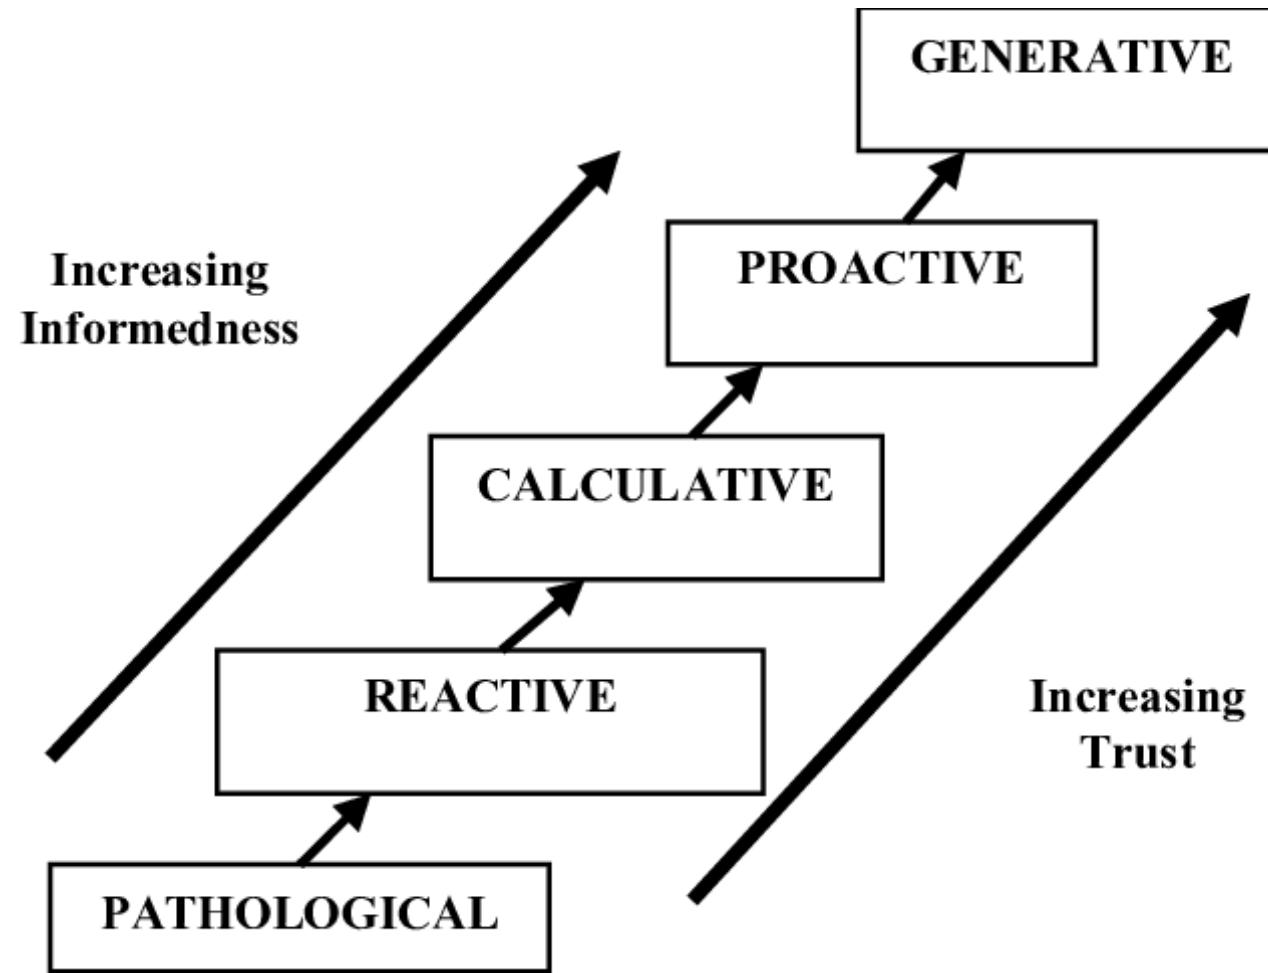 GENERATIVE
PROACTIVE
Increasing
Informedness
CALCULATIVE
REACTIVE
Increasing
Trust
PATHOLOGICAL